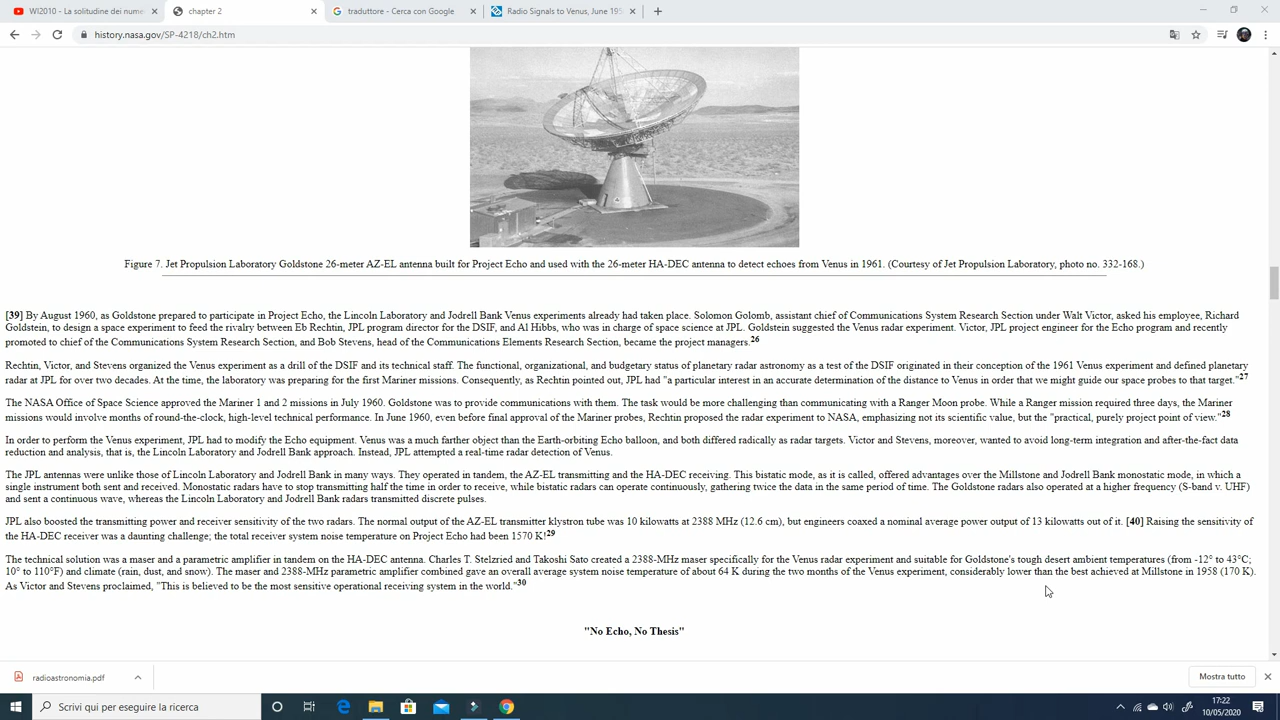 WI2010 - La solitudine dei nume
chapter 2
traduttore - Cerca con Google
Radio Signals to Venus, June 195
history.nasa.gov/SP-4218/ch2.htm
Figure 7. Jet Propulsion Laboratory Goldstone 26-meter AZ-EL antenna built for Project Echo and used with the 26-meter HA-DEC antenna to detect echoes from Venus in 1961. (Courtesy of Jet Propulsion Laboratory, photo no. 332-168.)
[39] By August 1960, as Goldstone prepared to participate in Project Echo, the Lincoln Laboratory and Jodrell Bank Venus experiments already had taken place. Solomon Golomb, assistant chief of Communications System Research Section under Walt Victor, asked his employee, Richard
Goldstein, to design a space experiment to feed the rivalry between Eb Rechtin, JPL program director for the DSIF, and Al Hibbs, who was in charge of space science at JPL. Goldstein suggested the Venus radar experiment. Victor, JPL project engineer for the Echo program and recently
promoted to chief of the Communications System Research Section, and Bob Stevens, head of the Communications Elements Research Section, became the project managers.26
Rechtin, Victor, and Stevens organized the Venus experiment as a drill of the DSIF and its technical staff. The functional, organizational, and budgetary status of planetary radar astronomy as a test of the DSIF originated in their conception of the 1961 Venus experiment and defined planetary
radar at JPL for over two decades. At the time, the laboratory was preparing for the first Mariner missions. Consequently, as Rechtin pointed out, JPL had "a particular interest in an accurate determination of the distance to Venus in order that we might guide our space probes to that target."27
The NASA Office of Space Science approved the Mariner 1 and 2 missions in July 1960. Goldstone was to provide communications with them. The task would be more challenging than communicating with a Ranger Moon probe. While a Ranger mission required three days, the Mariner
missions would involve months of round-the-clock, high-level technical performance. In June 1960, even before final approval of the Mariner probes, Rechtin proposed the radar experiment to NASA, emphasizing not its scientific value, but the "practical, purely project point of view."28
In order to perform the Venus experiment, JPL had to modify the Echo equipment. Venus was a much farther object than the Earth-orbiting Echo balloon, and both differed radically as radar targets. Victor and Stevens, moreover, wanted to avoid long-term integration and after-the-fact data
reduction and analysis, that is, the Lincoln Laboratory and Jodrell Bank approach. Instead, JPL attempted a real-time radar detection of Venus.
The JPL antennas were unlike those of Lincoln Laboratory and Jodrell Bank in many ways. They operated in tandem, the AZ-EL transmitting and the HA-DEC receiving. This bistatic mode, as it is called, offered advantages over the Millstone and Jodrell Bank monostatic mode, in which a
single instrument both sent and received. Monostatic radars have to stop transmitting half the time in order to receive, while bistatic radars can operate continuously, gathering twice the data in the same period of time. The Goldstone radars also operated at a higher frequency (S-band v. UHF)
and sent a continuous wave, whereas the Lincoln Laboratory and Jodrell Bank radars transmitted discrete pulses.
JPL also boosted the transmitting power and receiver sensitivity of the two radars. The normal output of the AZ-EL transmitter klystron tube was 10 kilowatts at 2388 MHz (12.6 cm), but engineers coaxed a nominal average power output of 13 kilowatts out of it. [40] Raising the sensitivity of
the HA-DEC receiver was a daunting challenge; the total receiver system noise temperature on Project Echo had been 1570 K!29
The technical solution was a maser and a parametric amplifier in tandem on the HA-DEC antenna. Charles T. Stelzried and Takoshi Sato created a 2388-MHz maser specifically for the Venus radar experiment and suitable for Goldstone's tough desert ambient temperatures (from -12° to 43°C;
10° to 110°F) and climate (rain, dust, and snow). The maser and 2388-MHz parametric amplifier combined gave an overall average system noise temperature of about 64 K during the two months of the Venus experiment, considerably lower than the best achieved at Millstone in 1958 (170 K).
As Victor and Stevens proclaimed, "This is believed to be the most sensitive operational receiving system in the world."30
"No Echo, No Thesis"
radioastronomia.pdf
Mostra tutto
Scrivi qui per eseguire la ricerca
17:22
10/05/2020